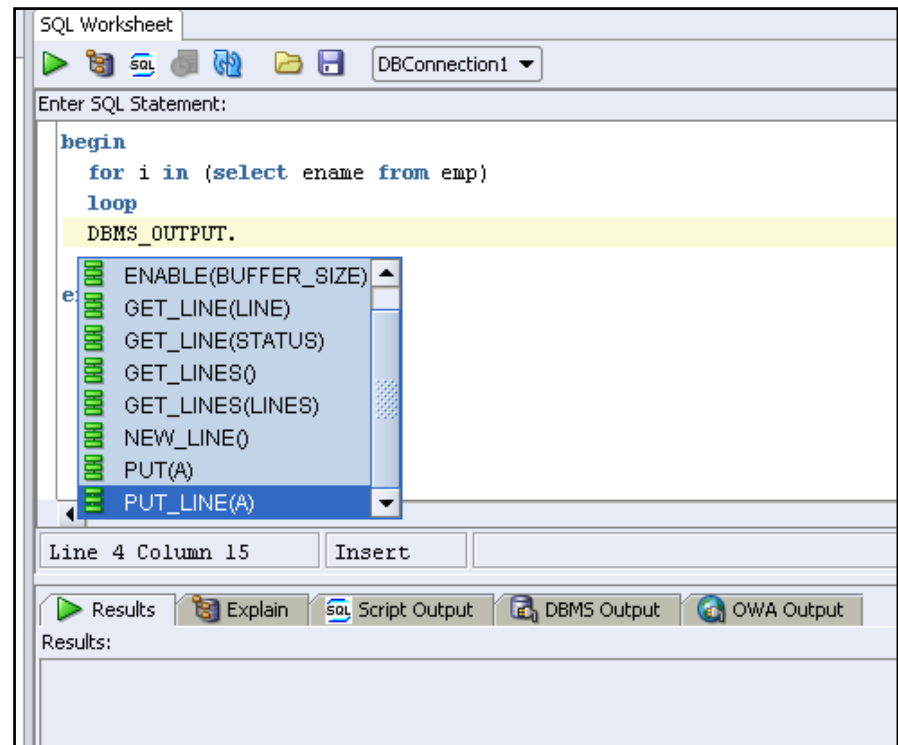 SQL Worksheet
SQL DBConnection1
Enter SQL Statement:
begin
for i in (select ename from emp)
loop
DBMS_OUTPUT.
ENABLE(BUFFER_SIZE)
GET_LINE(LINE)
GET_LINE(STATUS)
GET_LINES()
GET_LINES(LINES)
NEW_LINE()
PUT(A)
PUT_LINE(A)
Line 4 Column 15 Insert
Results Explain SQL Script Output DBMS Output OWA Output
Results: